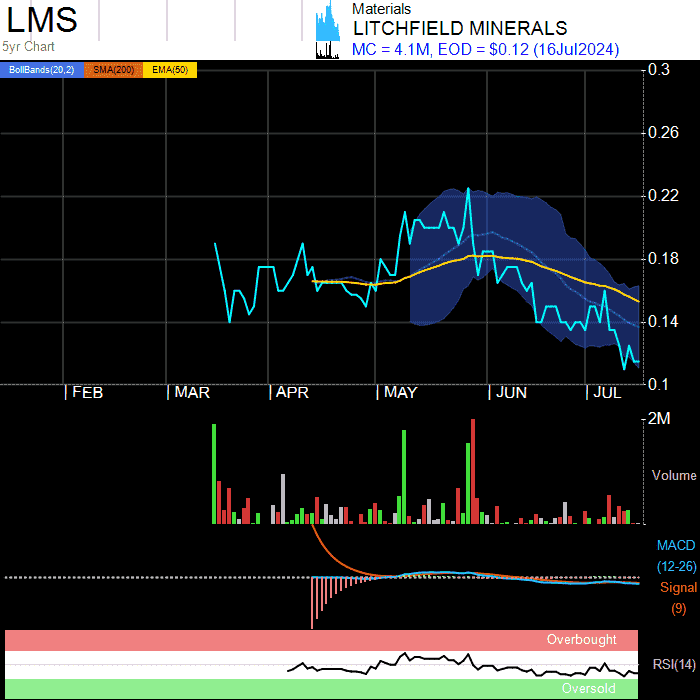 LMS
5yr Chart
Materials
LITCHFIELD MINERALS
MC = 4.1M, EOD = $0.12 (16Jul2024)
BollBands(20,2) SMA(200) EMA(50)
0.3
0.26
0.22
0.18
0.14
0.1
FEB MAR APR MAY JUN JUL
2M
Volume
MACD
(12-26)
Signal
(9)
Overbought
RSI(14)
Oversold